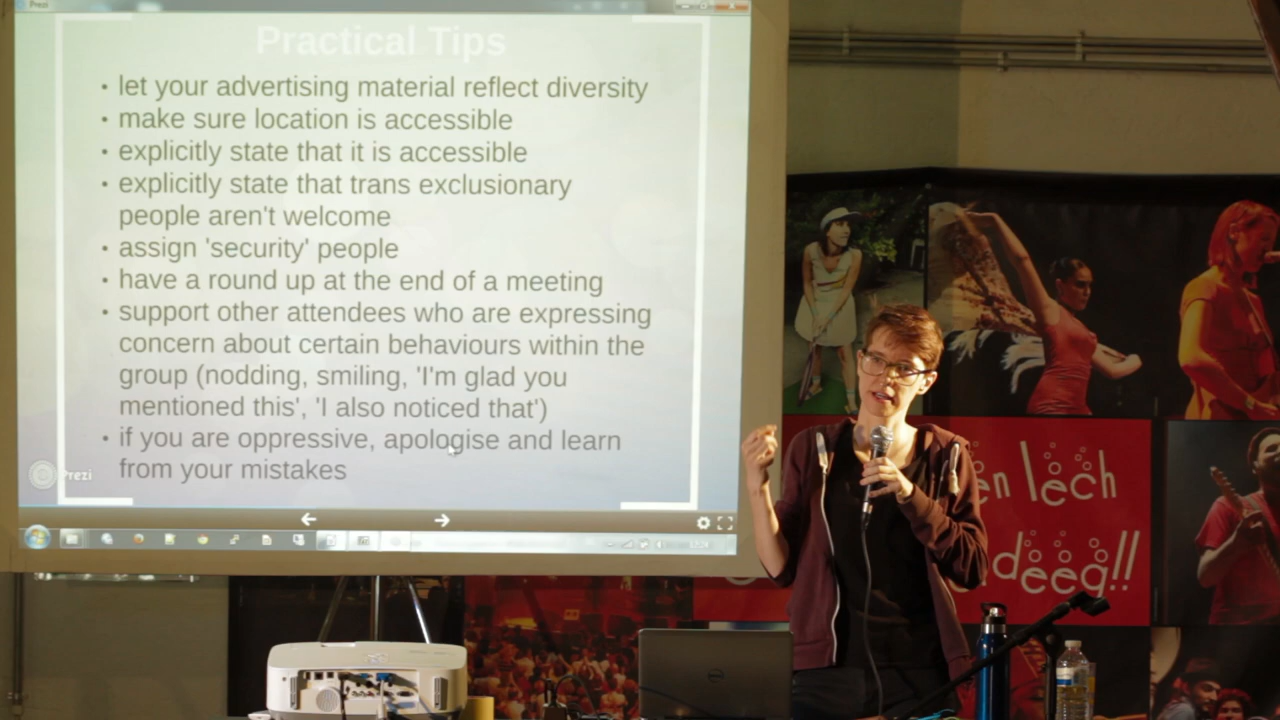 Prezi
Practical Tips
• let your advertising material reflect diversity
• make sure location is accessible
• explicitly state that it is accessible
• explicitly state that trans exclusionary
people aren't welcome
• assign 'security' people
• have a round up at the end of a meeting
• support other attendees who are expressing
concern about certain behaviours within the
group (nodding, smiling, 'I'm glad you
mentioned this', 'I also noticed that')
• if you are oppressive, apologise and learn
from your mistakes
Prezi
en lech
deeg!!
DELL